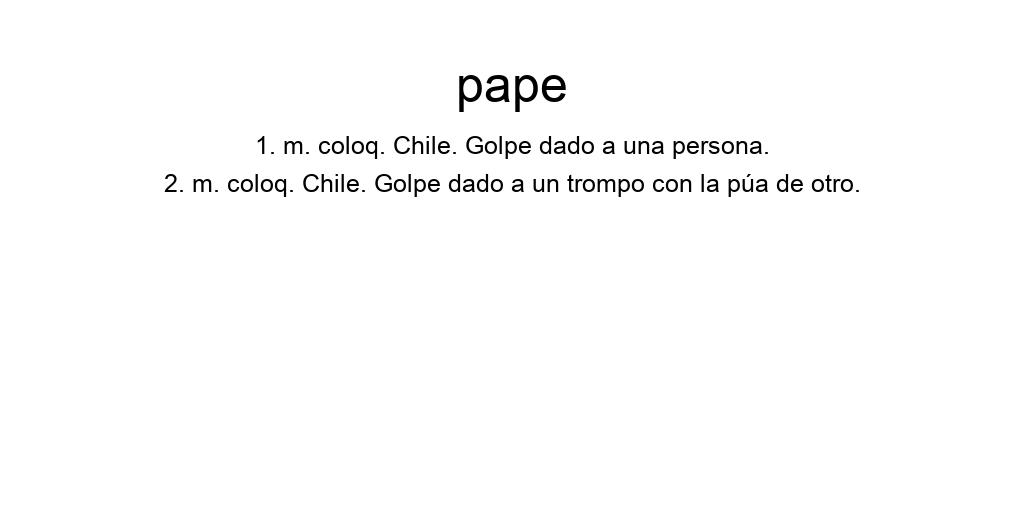 pape
1. m. coloq. Chile. Golpe dado a una persona.
2. m. coloq. Chile. Golpe dado a un trompo con la púa de otro.